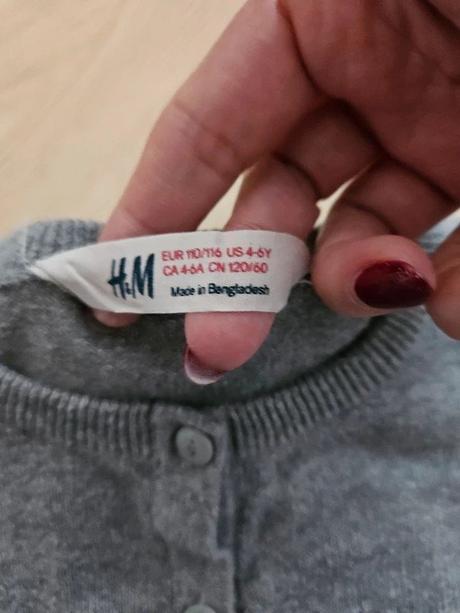 H&M
EUR 110/116 US 4-6Y
CA 4-6A CN 120/60
Made in Bangladesh